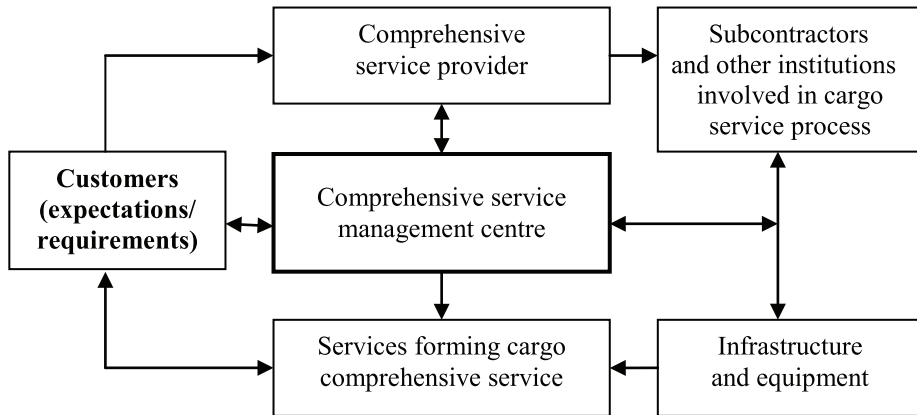 Comprehensive
service provider
Subcontractors
and other institutions
involved in cargo
service process
Customers
(expectations/
requirements)
Comprehensive service
management centre
Services forming cargo
comprehensive service
Infrastructure
and equipment